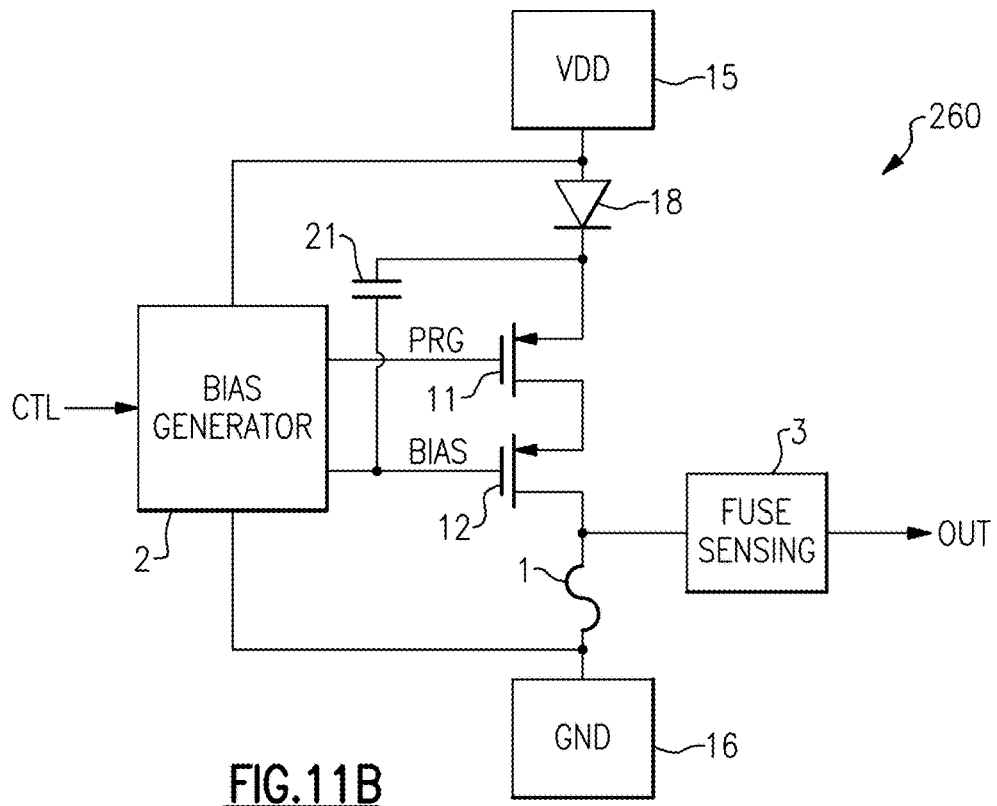 VDD
15
260
18
21
PRG
11
BIAS
GENERATOR
CTL
BIAS
12
3
FUSE
SENSING
OUT
2
1
GND
16
FIG.11B